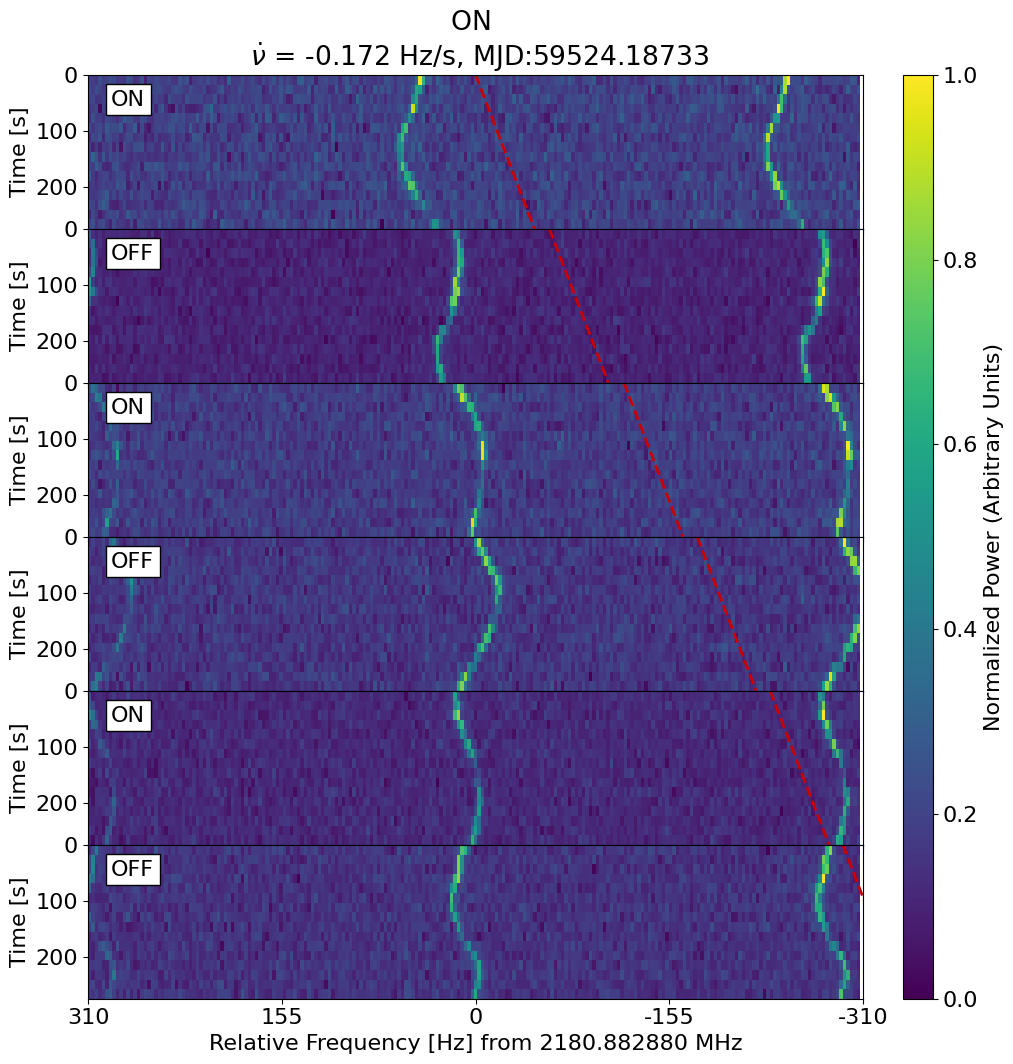 ON
ν̇ = -0.172 Hz/s, MJD:59524.18733
0
100
200
Time [s]
ON
0
100
200
Time [s]
OFF
0
100
200
Time [s]
ON
0
100
200
Time [s]
OFF
0
100
200
Time [s]
ON
0
100
200
Time [s]
OFF
310 155 0 -155 -310
Relative Frequency [Hz] from 2180.882880 MHz
1.0
0.8
0.6
0.4
0.2
0.0
Normalized Power (Arbitrary Units)